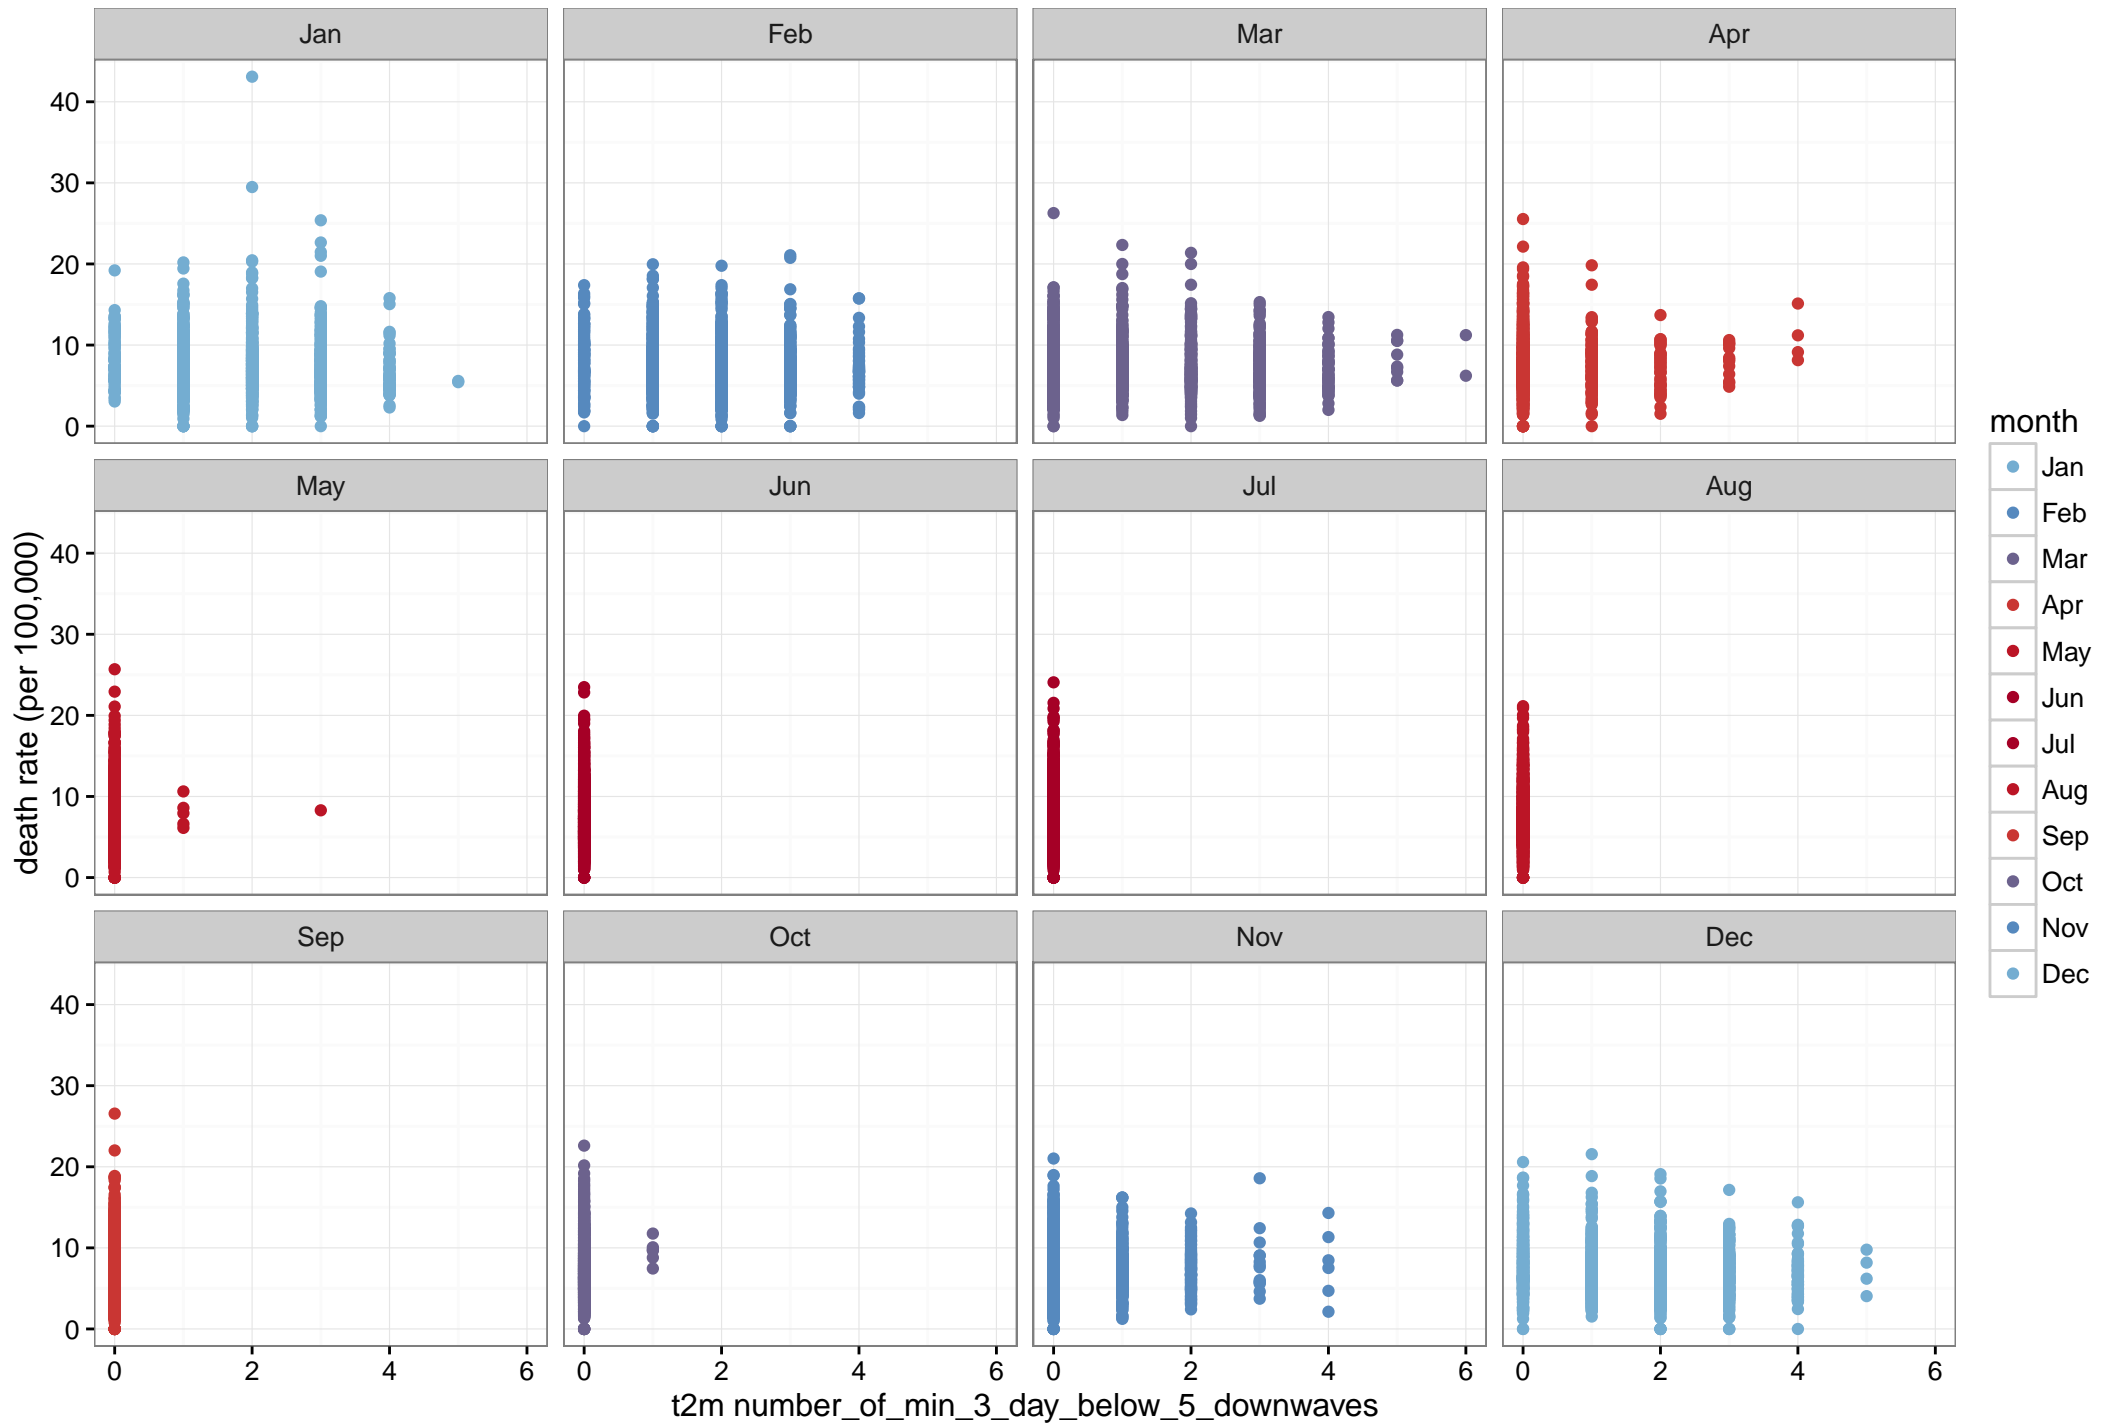 Jan Feb Mar Apr
40
30
20
10
0
May Jun Jul Aug
40
30
20
10
0
Sep Oct Nov Dec
40
30
20
10
0
0 2 4 6 0 2 4 6 0 2 4 6 0 2 4 6
t2m number_of_min_3_day_below_5_downwaves
death rate (per 100,000)
month
Jan
Feb
Mar
Apr
May
Jun
Jul
Aug
Sep
Oct
Nov
Dec